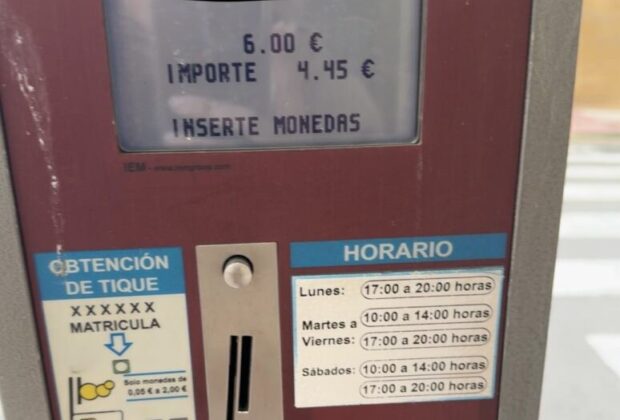 6.00 €
IMPORTE 4.45 €
INSERTE MONEDAS
OBTENCIÓN
DE TIQUE
XXXXXX
MATRICULA
Solo monedas de
0,05 € a 2,00 €
HORARIO
Lunes: 17:00 a 20:00 horas
Martes a 10:00 a 14:00 horas
Viernes: 17:00 a 20:00 horas
Sábados: 10:00 a 14:00 horas
17:00 a 20:00 horas